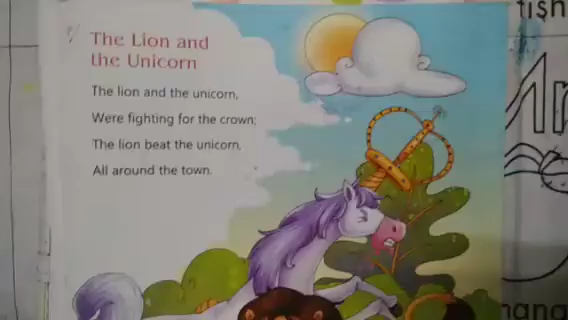 The Lion and
the Unicorn
The lion and the unicorn,
Were fighting for the crown;
The lion beat the unicorn,
All around the town.
fish